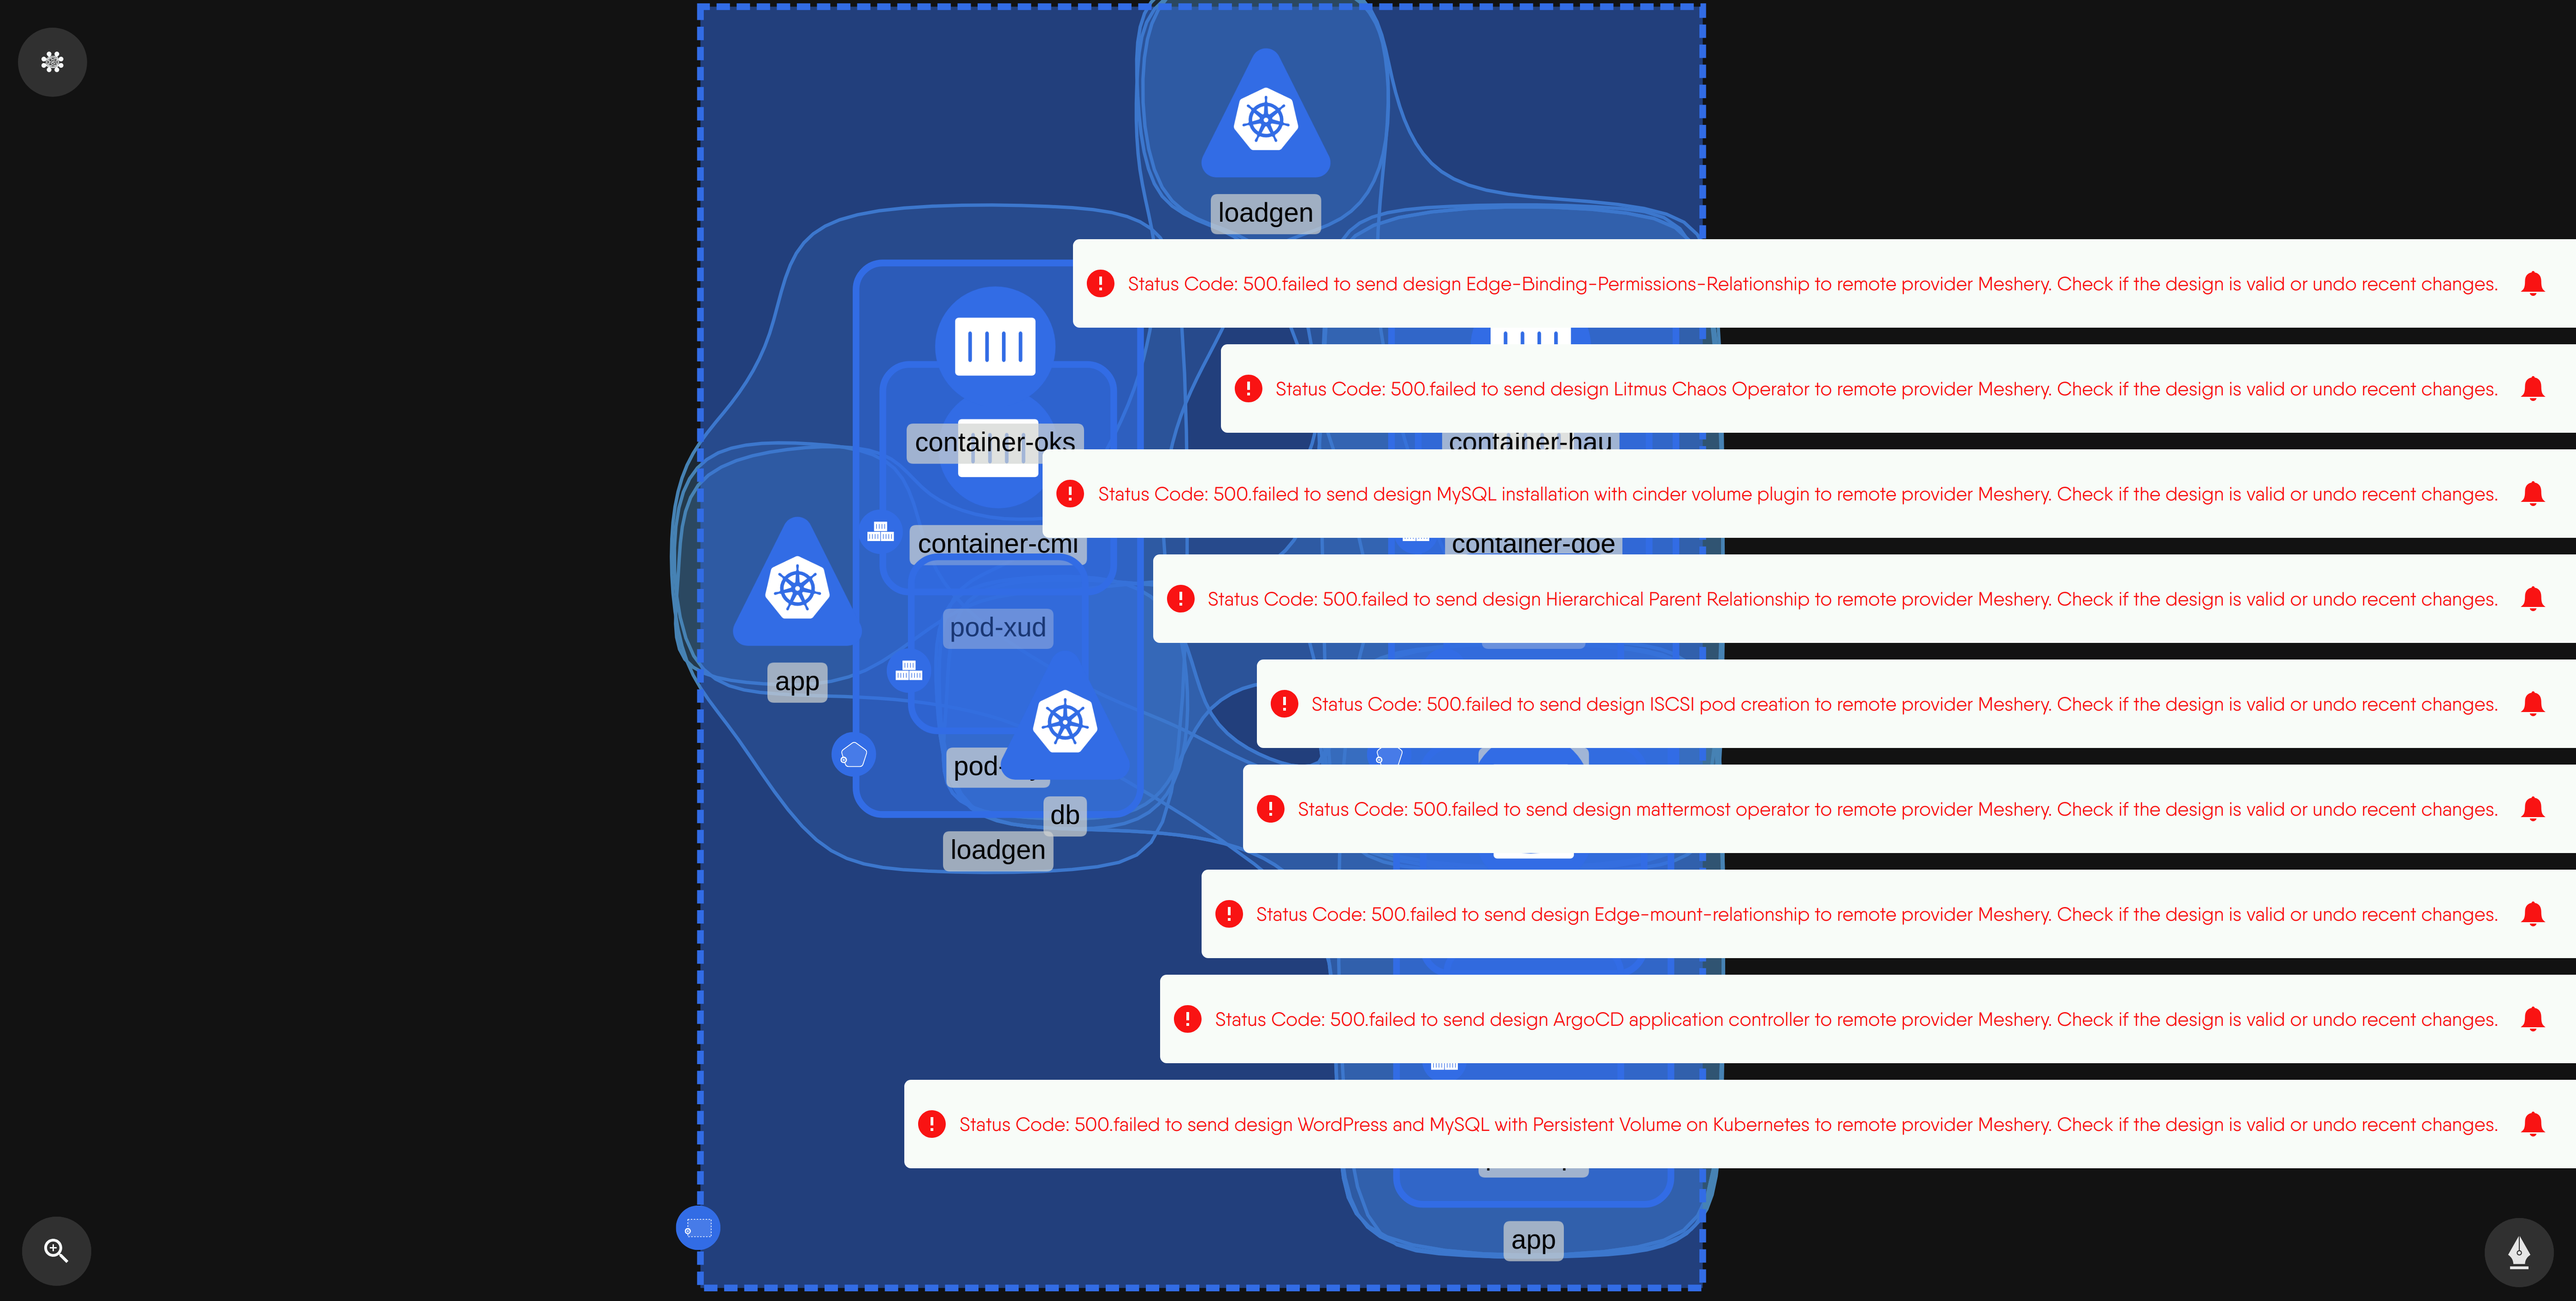 loadgen
Status Code: 500.failed to send design Edge-Binding-Permissions-Relationship to remote provider Meshery. Check if the design is valid or undo recent changes.
Status Code: 500.failed to send design Litmus Chaos Operator to remote provider Meshery. Check if the design is valid or undo recent changes.
container-oks
container-hau
Status Code: 500.failed to send design MySQL installation with cinder volume plugin to remote provider Meshery. Check if the design is valid or undo recent changes.
container-cmi
container-doe
Status Code: 500.failed to send design Hierarchical Parent Relationship to remote provider Meshery. Check if the design is valid or undo recent changes.
pod-xud
app
Status Code: 500.failed to send design ISCSI pod creation to remote provider Meshery. Check if the design is valid or undo recent changes.
pod-
Status Code: 500.failed to send design mattermost operator to remote provider Meshery. Check if the design is valid or undo recent changes.
db
loadgen
Status Code: 500.failed to send design Edge-mount-relationship to remote provider Meshery. Check if the design is valid or undo recent changes.
Status Code: 500.failed to send design ArgoCD application controller to remote provider Meshery. Check if the design is valid or undo recent changes.
Status Code: 500.failed to send design WordPress and MySQL with Persistent Volume on Kubernetes to remote provider Meshery. Check if the design is valid or undo recent changes.
app